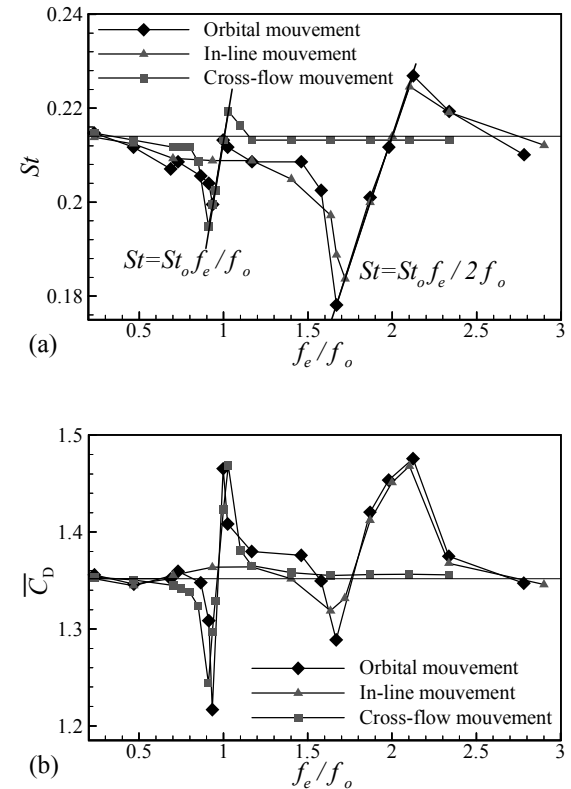 0.24
Orbital mouvement
In-line mouvement
Cross-flow mouvement
0.22
St
0.2
St=St_o f_e/f_o
St=St_o f_e/2f_o
0.18
0.5 1 1.5 2 2.5 3
(a)
f_e/f_o
1.5
1.4
C̅_D
1.3
Orbital mouvement
In-line mouvement
Cross-flow mouvement
1.2
0.5 1 1.5 2 2.5 3
(b)
f_e/f_o